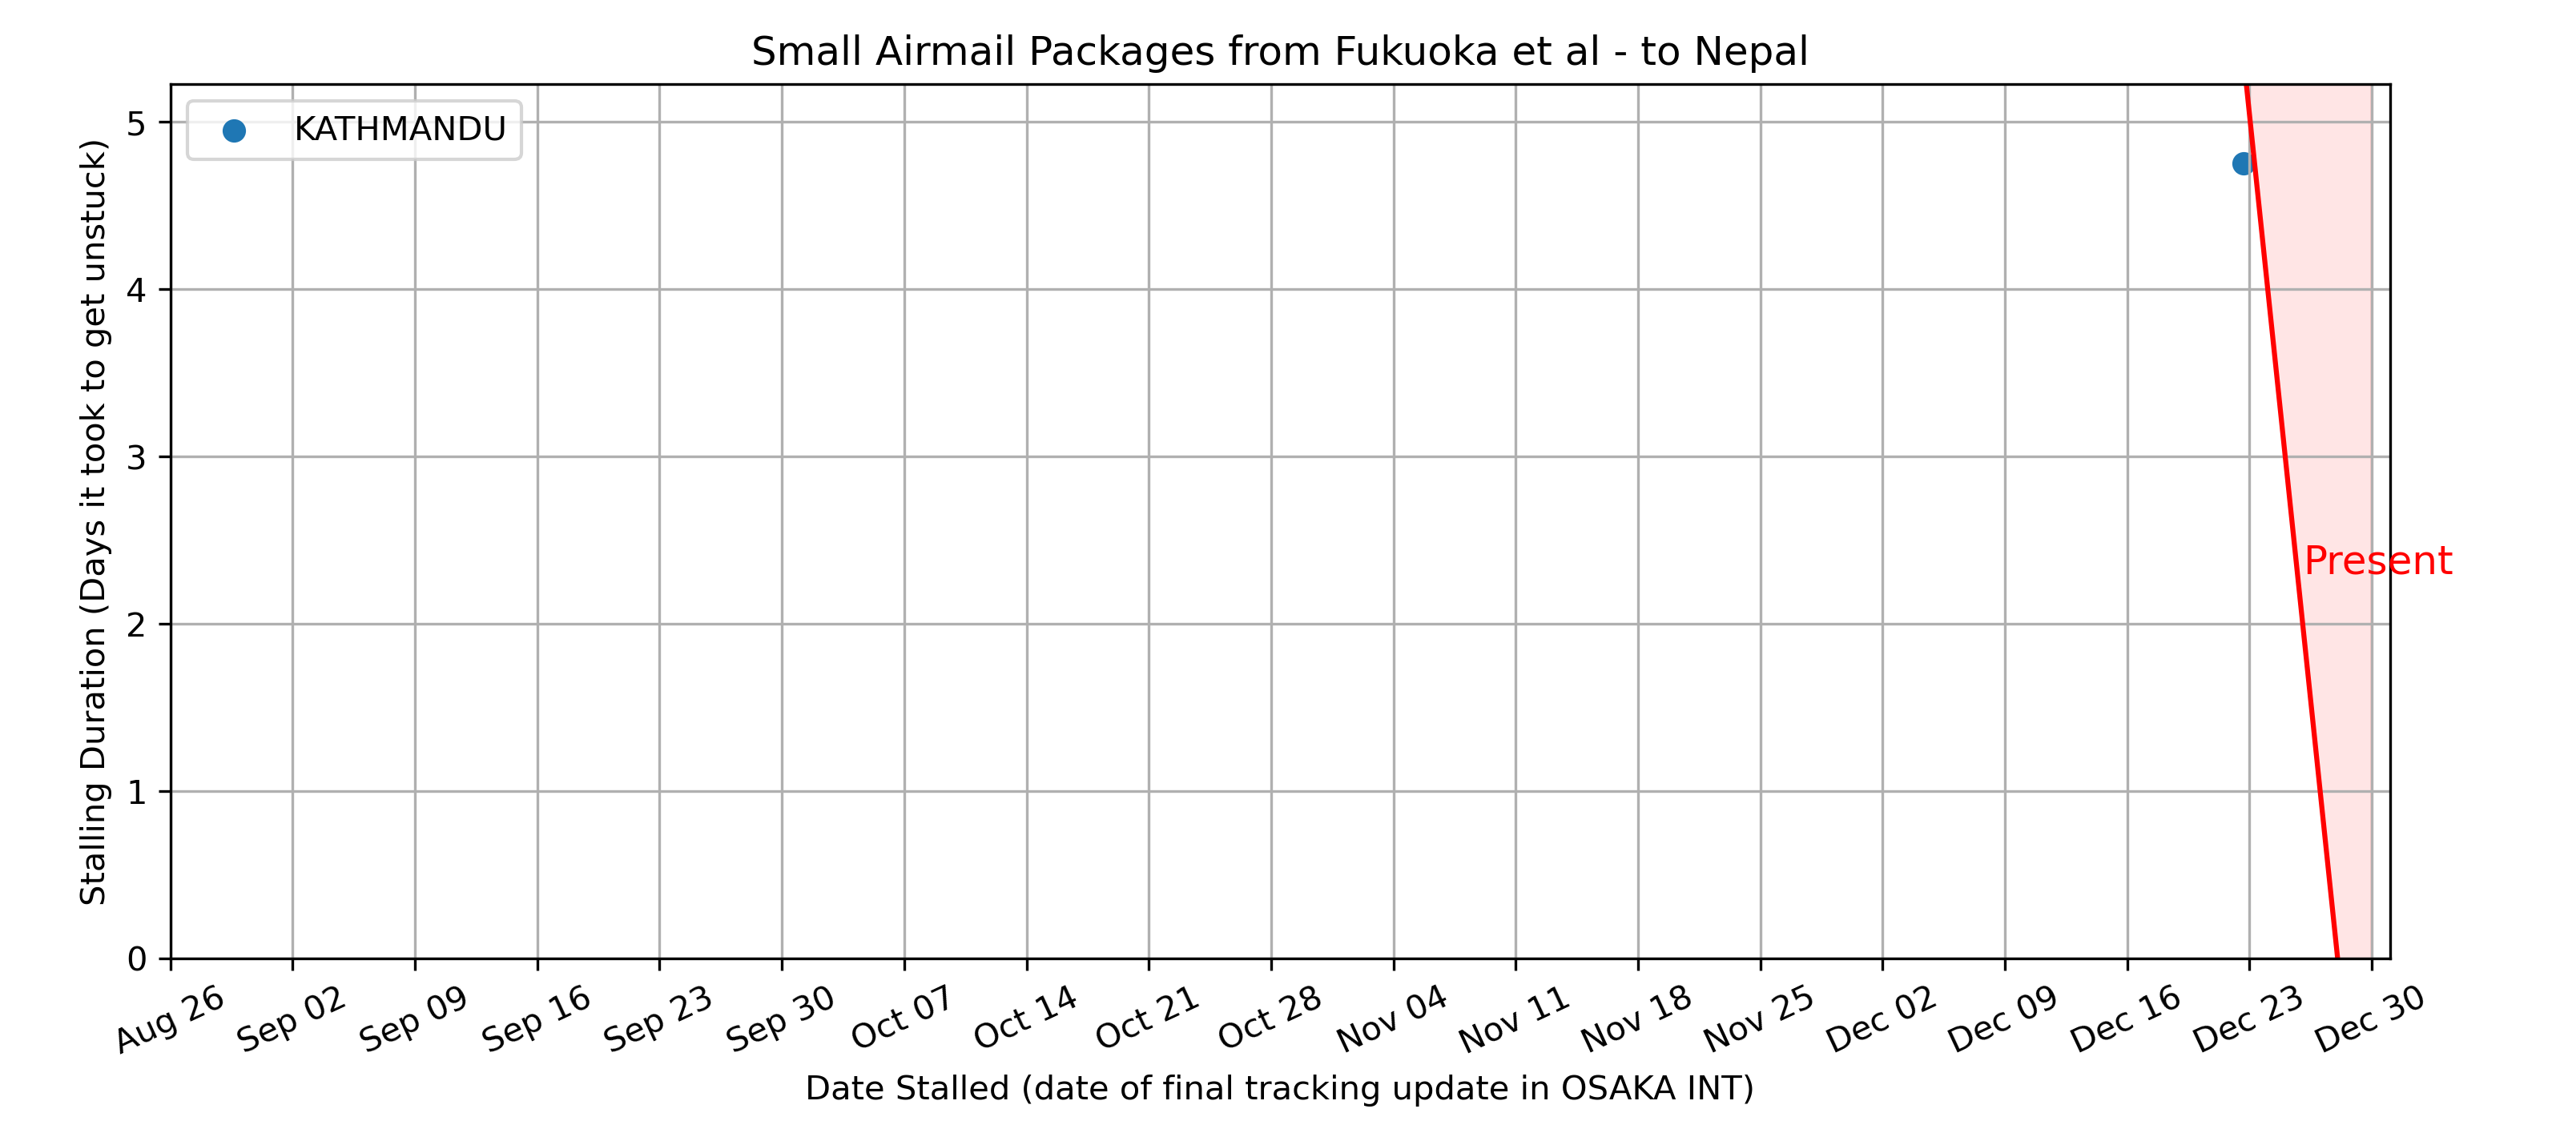 Small Airmail Packages from Fukuoka et al - to Nepal
KATHMANDU
Stalling Duration (Days it took to get unstuck)
5
4
3
2
1
0
Present
Aug 26
Sep 02
Sep 09
Sep 16
Sep 23
Sep 30
Oct 07
Oct 14
Oct 21
Oct 28
Nov 04
Nov 11
Nov 18
Nov 25
Dec 02
Dec 09
Dec 16
Dec 23
Dec 30
Date Stalled (date of final tracking update in OSAKA INT)